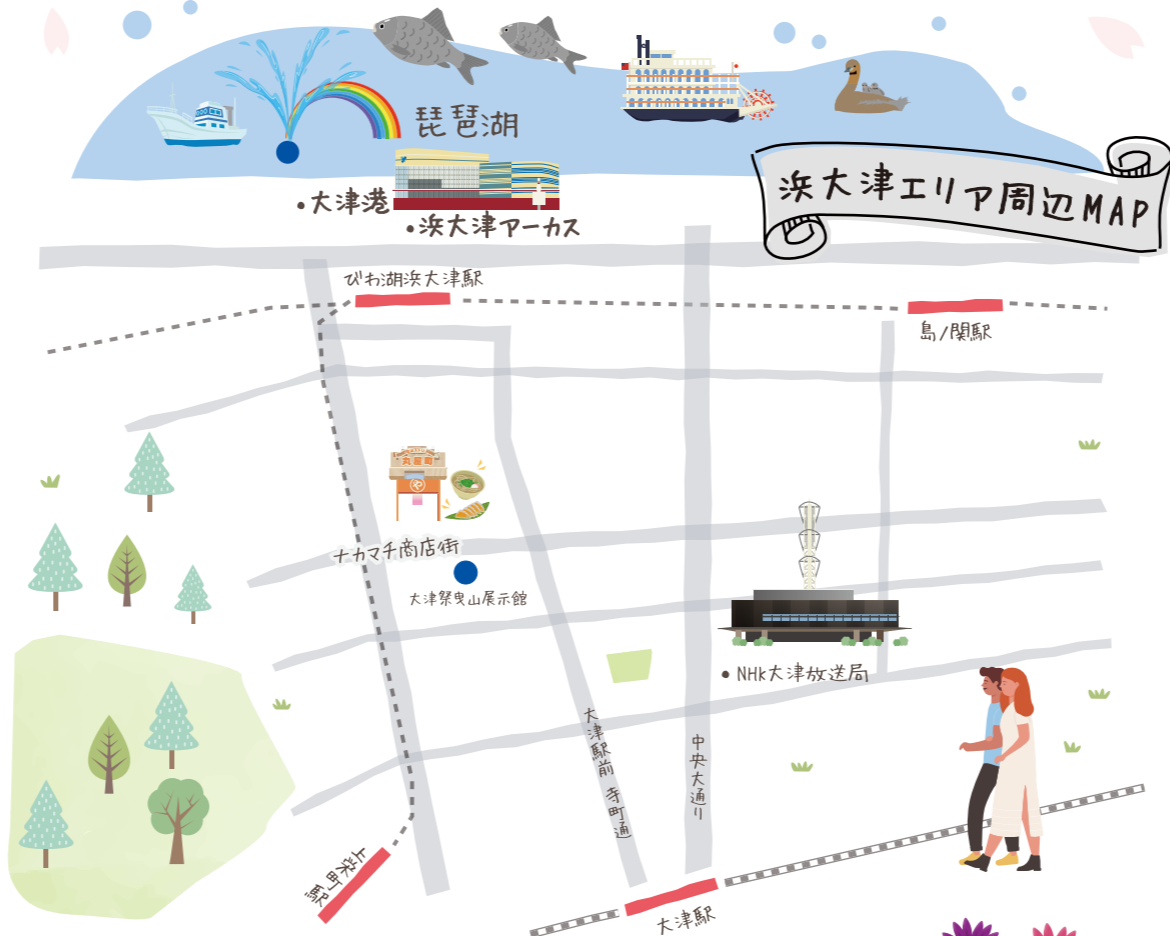 琵琶湖
•大津港
•浜大津アーカス
浜大津エリア周辺MAP
びわ湖浜大津駅
島ノ関駅
丸屋町
や
ナカマチ商店街
大津祭曳山展示館
• NHK大津放送局
大津駅前 寺町通
中央大通り
上栄町駅
大津駅